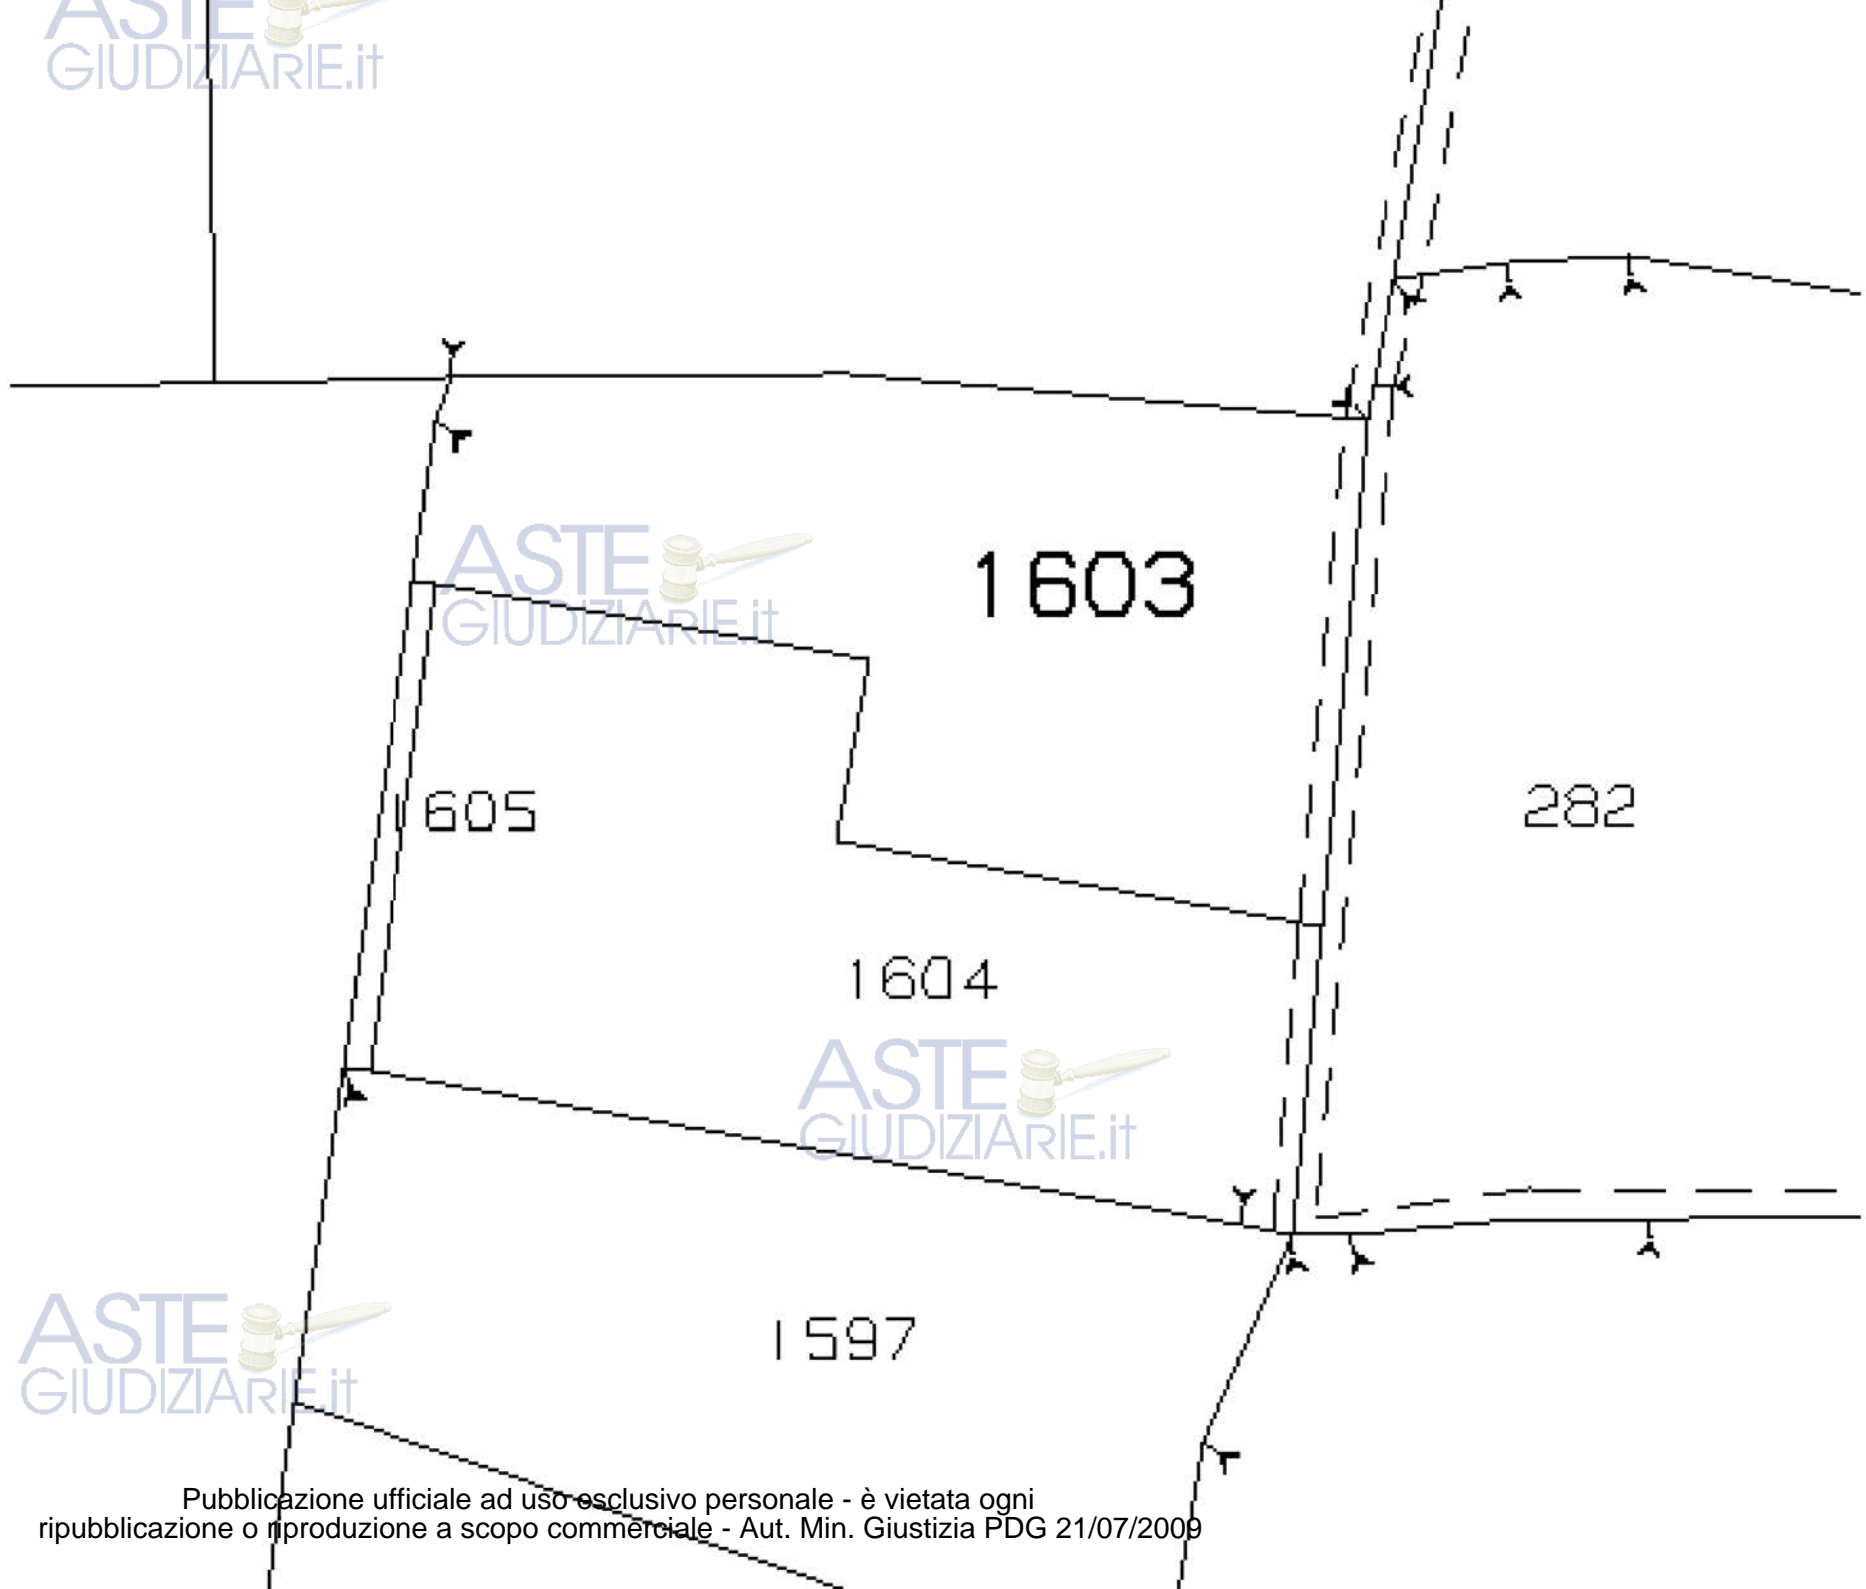 ASTE
GIUDIZIARIE.it
ASTE
GIUDIZIARIE.it
1603
1605
282
1604
ASTE
GIUDIZIARIE.it
ASTE
GIUDIZIARIE.it
1597
Pubblicazione ufficiale ad uso esclusivo personale - è vietata ogni
ripubblicazione o riproduzione a scopo commerciale - Aut. Min. Giustizia PDG 21/07/2009